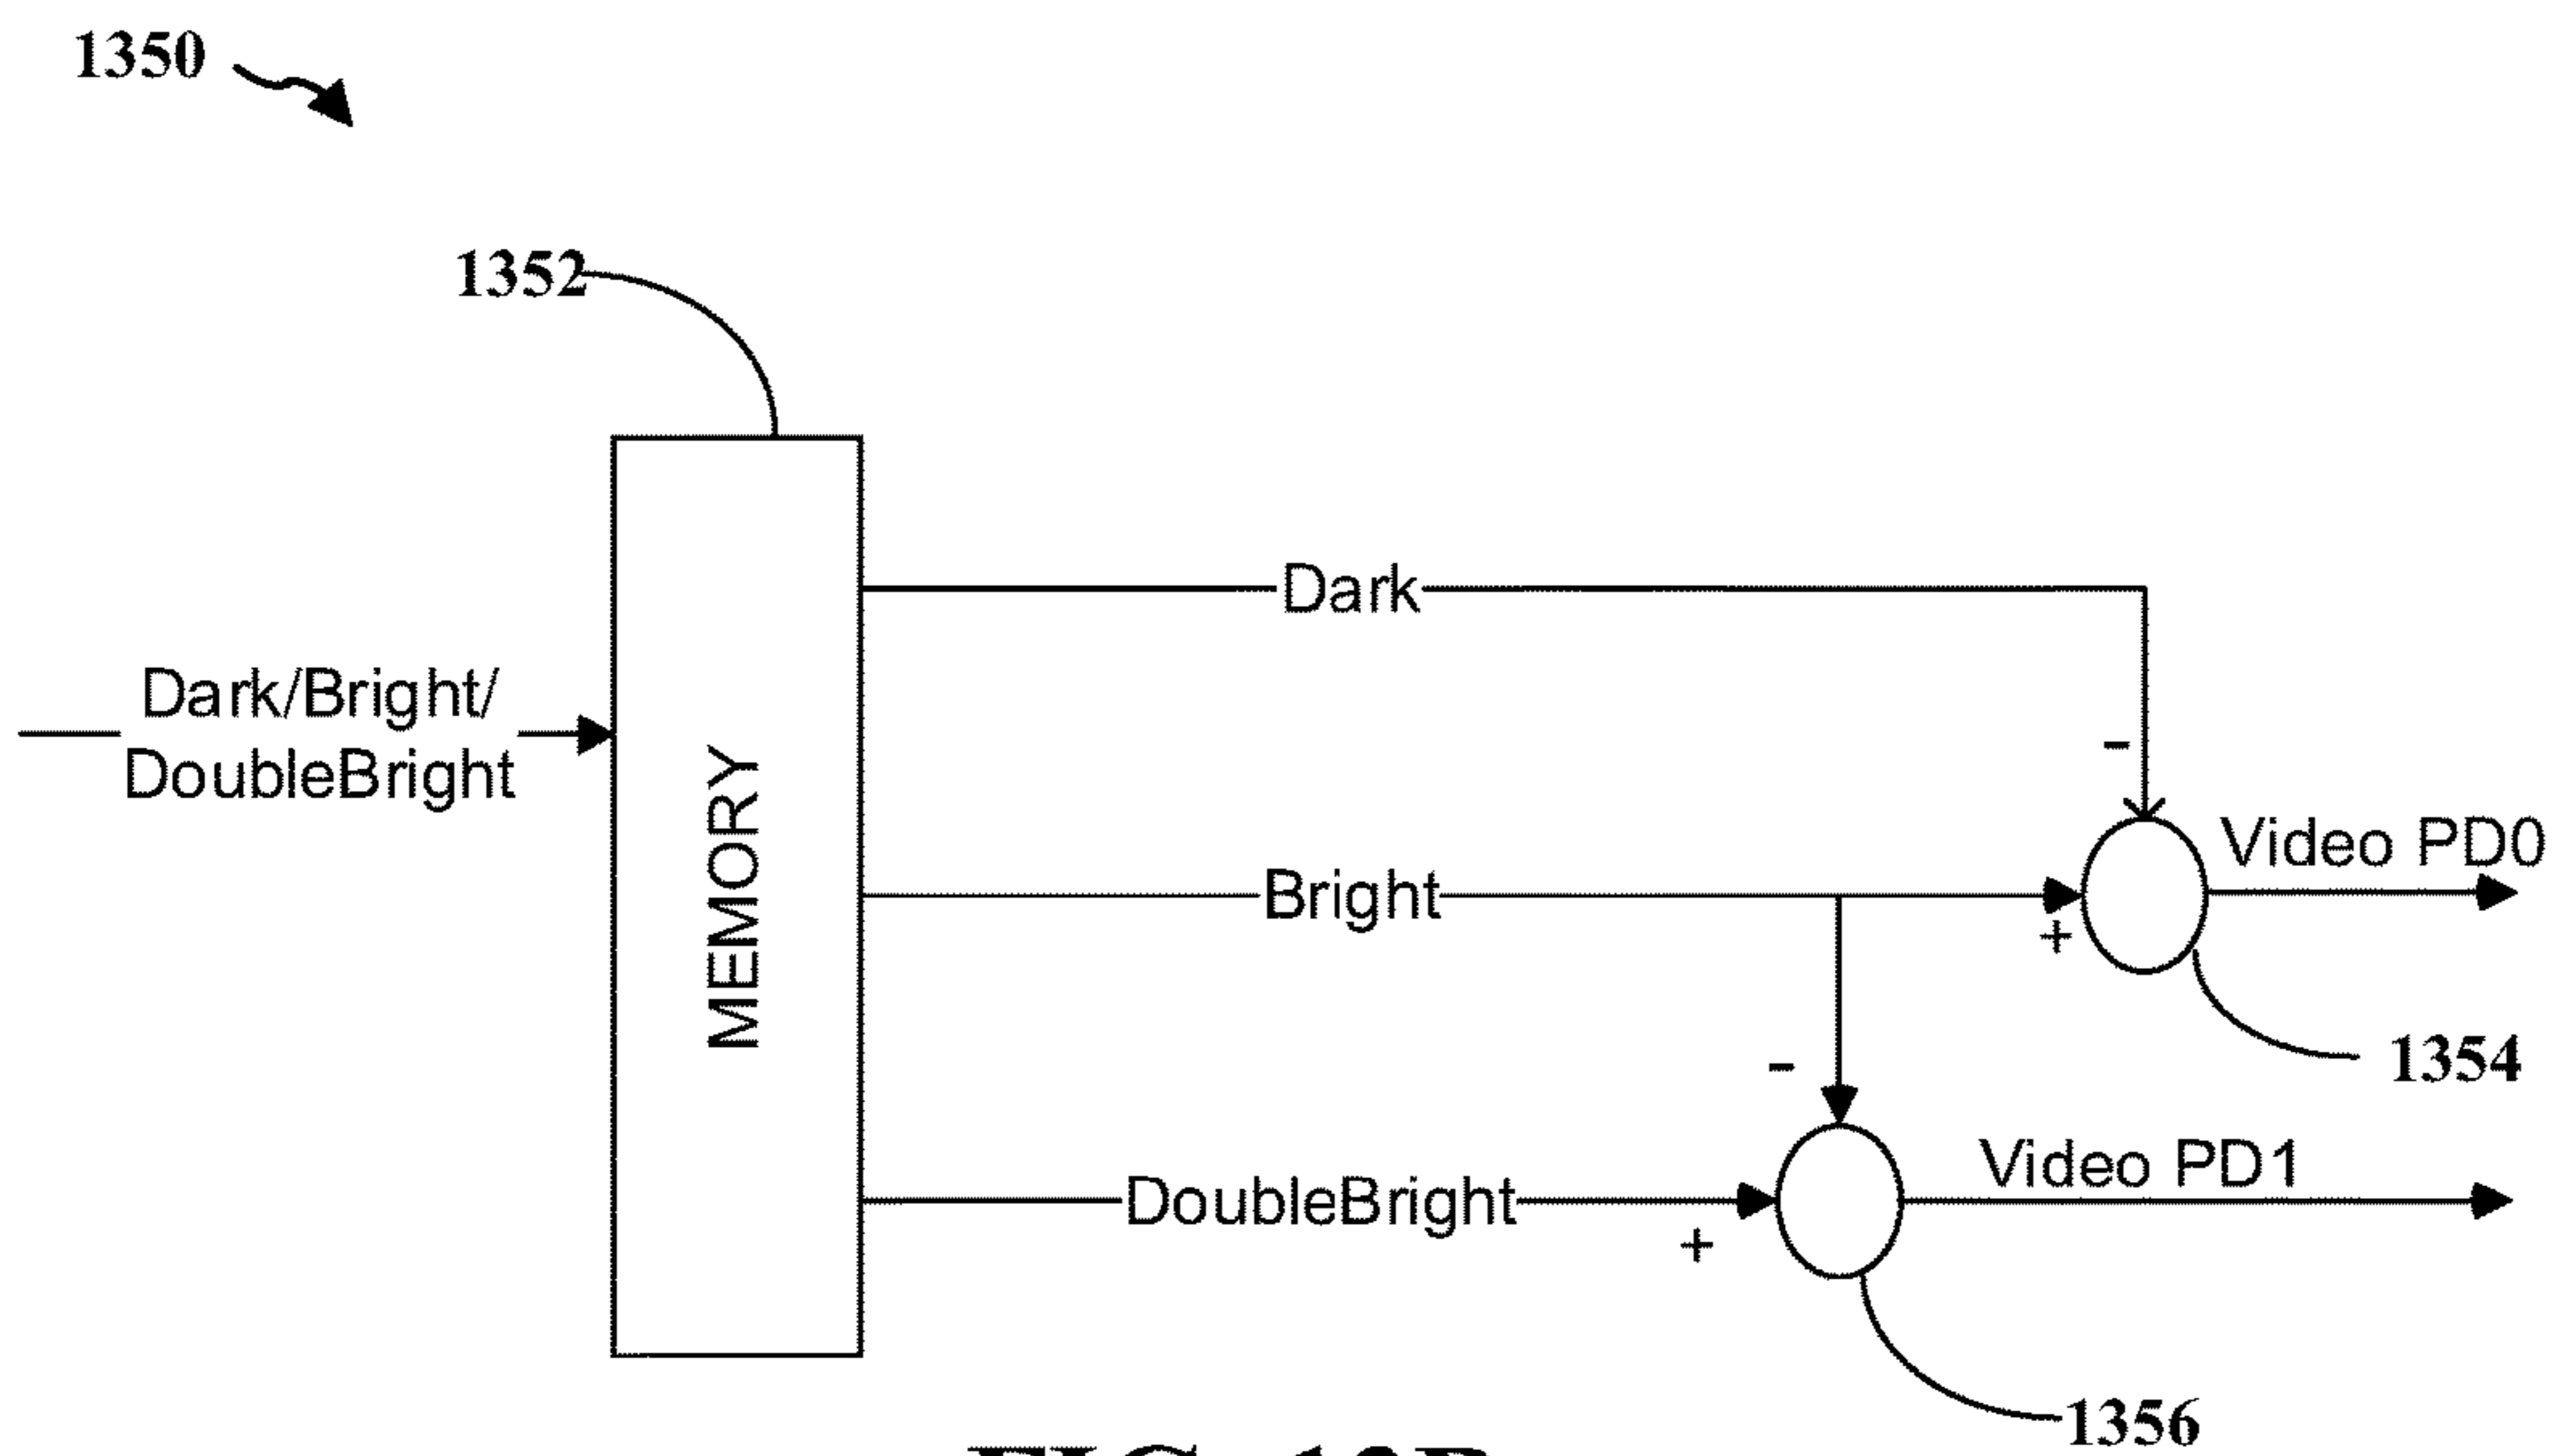 1350
1352
Dark
Dark/Bright/
DoubleBright
-
MEMORY
Video PD0
Bright
+
1354
-
Video PD1
DoubleBright
+
1356